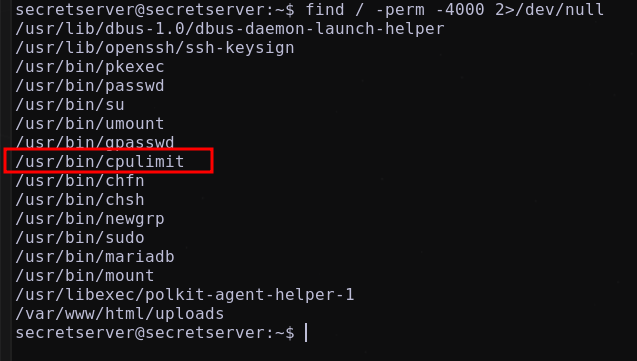 secretserver@secretserver:~$ find / -perm -4000 2>/dev/null
/usr/lib/dbus-1.0/dbus-daemon-launch-helper
/usr/lib/openssh/ssh-keysign
/usr/bin/pkexec
/usr/bin/passwd
/usr/bin/su
/usr/bin/umount
/usr/bin/gpasswd
/usr/bin/cpulimit
/usr/bin/chfn
/usr/bin/chsh
/usr/bin/newgrp
/usr/bin/sudo
/usr/bin/mariadb
/usr/bin/mount
/usr/libexec/polkit-agent-helper-1
/var/www/html/uploads
secretserver@secretserver:~$